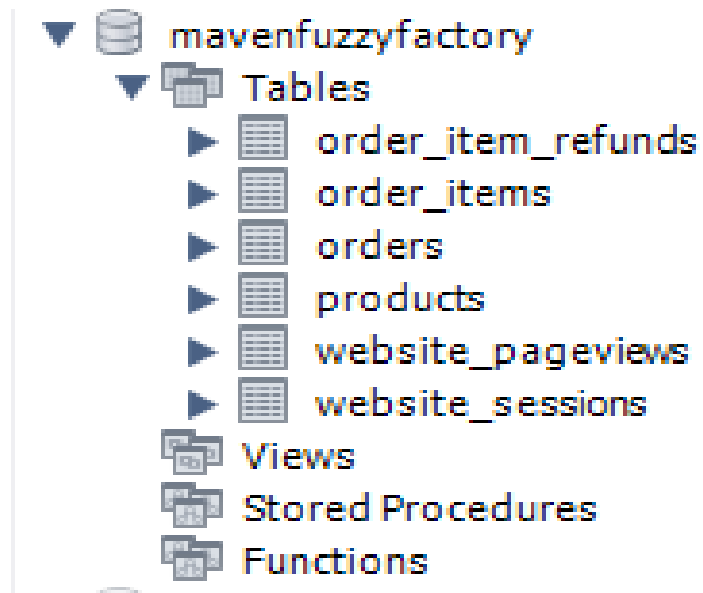 mavenfuzzyfactory
Tables
order_item_refunds
order_items
orders
products
website_pageviews
website_sessions
Views
Stored Procedures
Functions